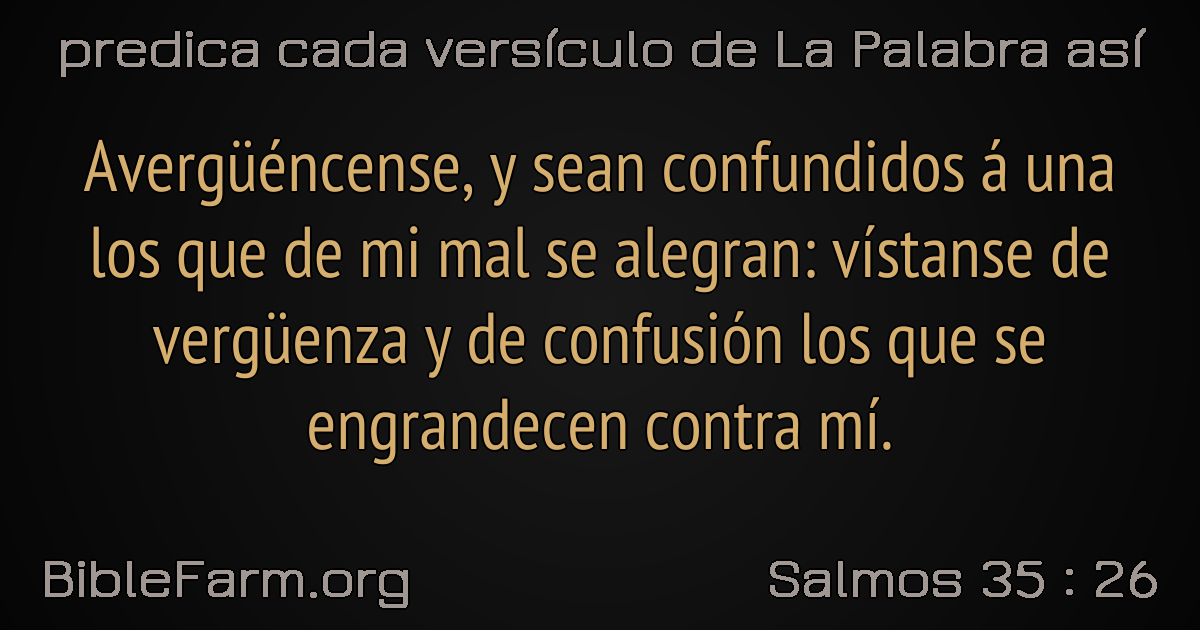 predica cada versículo de La Palabra así
Avergüéncense, y sean confundidos á una
los que de mi mal se alegran: vístanse de
vergüenza y de confusión los que se
engrandecen contra mí.
BibleFarm.org
Salmos 35 : 26